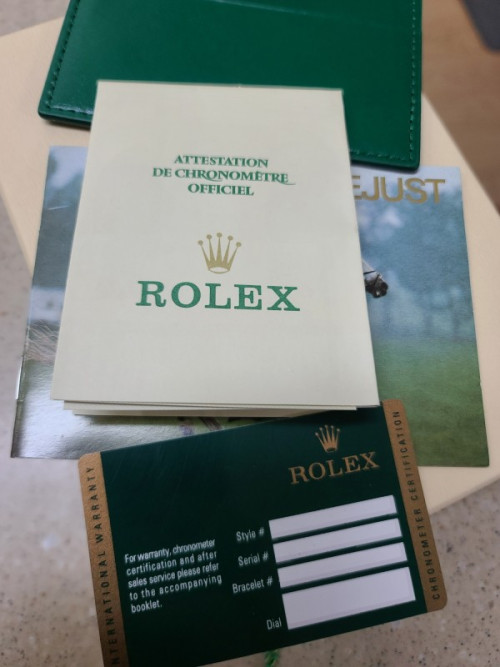 EJUST
ATTESTATION
DE CHRONOMÈTRE
OFFICIEL
ROLEX
ROLEX
INTERNATIONAL WARRANTY
CHRONOMETER CERTIFICATION
For warranty, chronometer
certification and after
sales service please refer
to the accompanying
booklet.
Style #
Serial #
Bracelet #
Dial